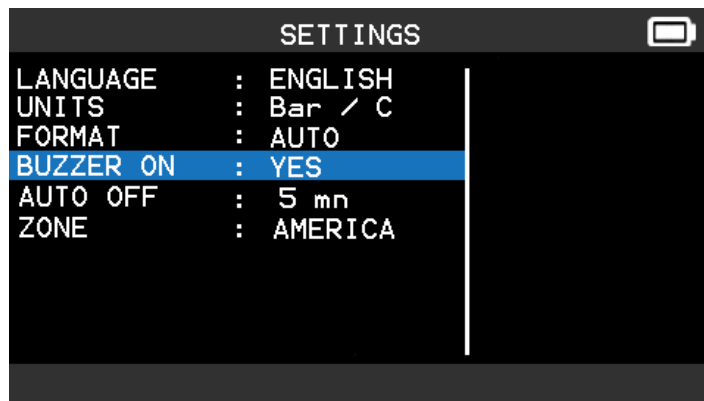 SETTINGS
LANGUAGE : ENGLISH
UNITS : Bar / C
FORMAT : AUTO
BUZZER ON : YES
AUTO OFF : 5 mn
ZONE : AMERICA